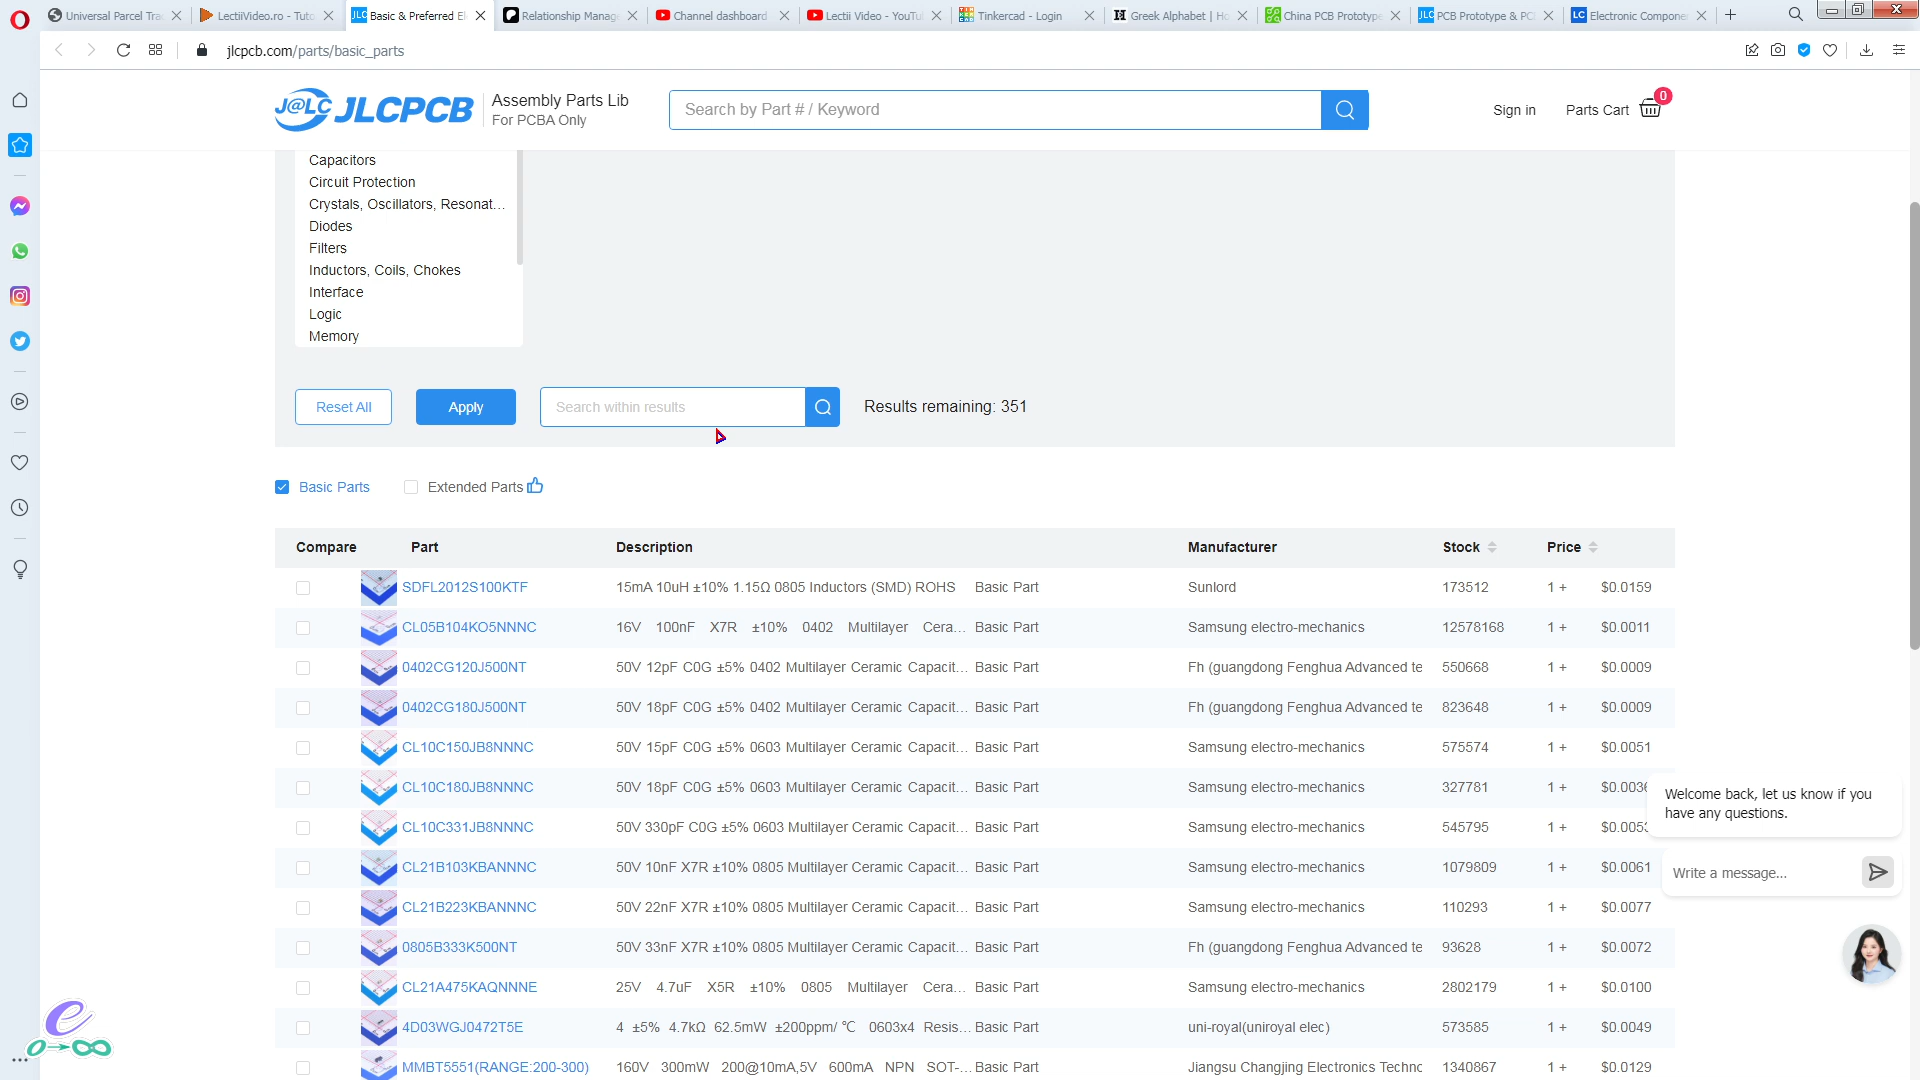 Universal Parcel Tra
LectiiVideo.ro - Tuto
JLC Basic & Preferred El
Relationship Manag
Channel dashboard
Lectii Video - YouTu
Tinkercad - Login
Greek Alphabet | Ho
China PCB Prototype
JLC PCB Prototype & PC
LC Electronic Compone
jlcpcb.com/parts/basic_parts
J@LC JLCPCB
Assembly Parts Lib
For PCBA Only
Search by Part # / Keyword
Sign in
Parts Cart
0
Capacitors
Circuit Protection
Crystals, Oscillators, Resonat...
Diodes
Filters
Inductors, Coils, Chokes
Interface
Logic
Memory
Reset All
Apply
Search within results
Results remaining: 351
Basic Parts
Extended Parts
Compare Part Description Manufacturer Stock Price
SDFL2012S100KTF 15mA 10uH ±10% 1.15Ω 0805 Inductors (SMD) ROHS Basic Part Sunlord 173512 1 + $0.0159
CL05B104KO5NNNC 16V 100nF X7R ±10% 0402 Multilayer Cera... Basic Part Samsung electro-mechanics 12578168 1 + $0.0011
0402CG120J500NT 50V 12pF C0G ±5% 0402 Multilayer Ceramic Capacit... Basic Part Fh (guangdong Fenghua Advanced te 550668 1 + $0.0009
0402CG180J500NT 50V 18pF C0G ±5% 0402 Multilayer Ceramic Capacit... Basic Part Fh (guangdong Fenghua Advanced te 823648 1 + $0.0009
CL10C150JB8NNNC 50V 15pF C0G ±5% 0603 Multilayer Ceramic Capacit... Basic Part Samsung electro-mechanics 575574 1 + $0.0051
CL10C180JB8NNNC 50V 18pF C0G ±5% 0603 Multilayer Ceramic Capacit... Basic Part Samsung electro-mechanics 327781 1 + $0.0036
CL10C331JB8NNNC 50V 330pF C0G ±5% 0603 Multilayer Ceramic Capacit... Basic Part Samsung electro-mechanics 545795 1 + $0.0053
CL21B103KBANNNC 50V 10nF X7R ±10% 0805 Multilayer Ceramic Capacit... Basic Part Samsung electro-mechanics 1079809 1 + $0.0061
CL21B223KBANNNC 50V 22nF X7R ±10% 0805 Multilayer Ceramic Capacit... Basic Part Samsung electro-mechanics 110293 1 + $0.0077
0805B333K500NT 50V 33nF X7R ±10% 0805 Multilayer Ceramic Capacit... Basic Part Fh (guangdong Fenghua Advanced te 93628 1 + $0.0072
CL21A475KAQNNNE 25V 4.7uF X5R ±10% 0805 Multilayer Cera... Basic Part Samsung electro-mechanics 2802179 1 + $0.0100
4D03WGJ0472T5E 4 ±5% 4.7kΩ 62.5mW ±200ppm/℃ 0603x4 Resis... Basic Part uni-royal(uniroyal elec) 573585 1 + $0.0049
MMBT5551(RANGE:200-300) 160V 300mW 200@10mA,5V 600mA NPN SOT-... Basic Part Jiangsu Changjing Electronics Techno 1340867 1 + $0.0129
Welcome back, let us know if you
have any questions.
Write a message...